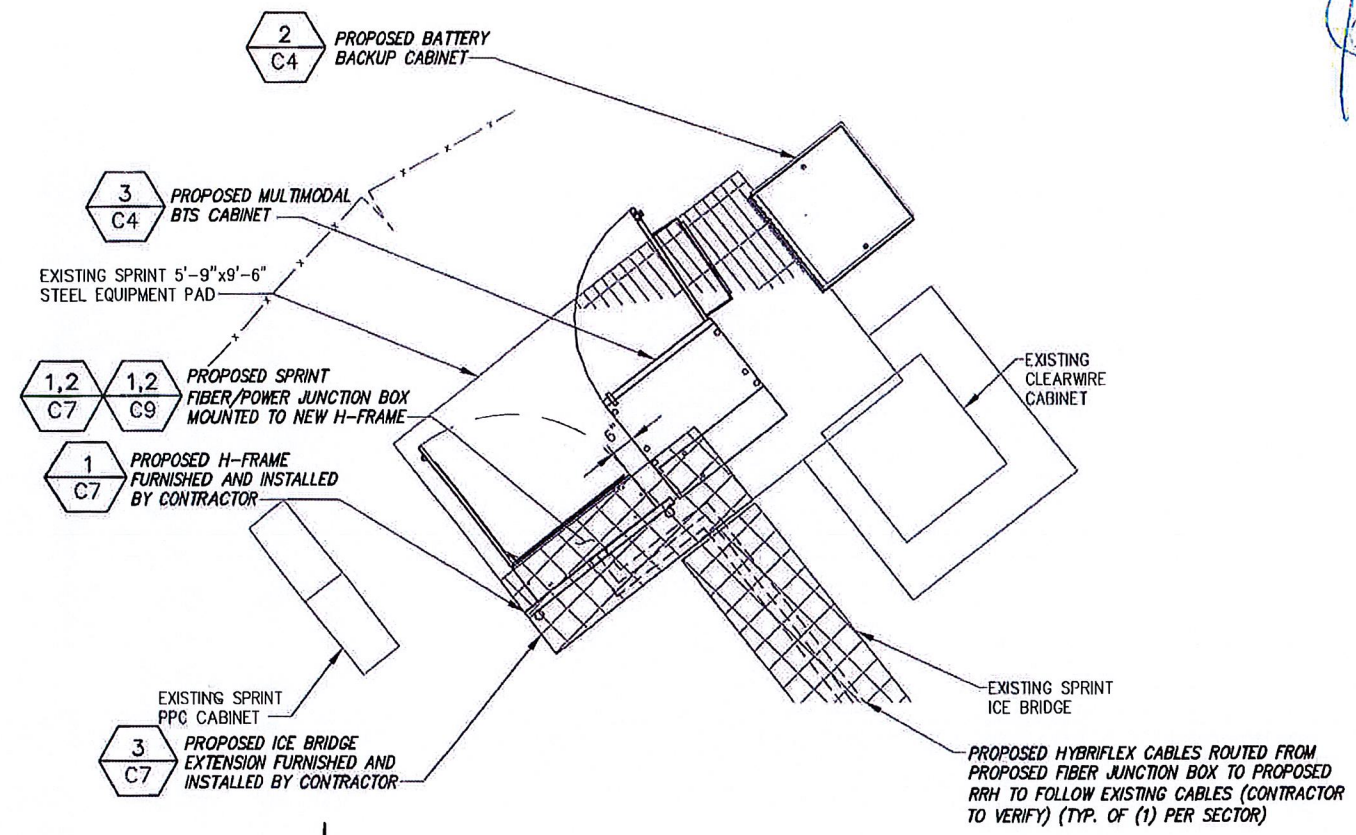 2
C4
PROPOSED BATTERY
BACKUP CABINET
3
C4
PROPOSED MULTIMODAL
BTS CABINET
EXISTING SPRINT 5'-9"x9'-6"
STEEL EQUIPMENT PAD
1,2
C7
1,2
C9
PROPOSED SPRINT
FIBER/POWER JUNCTION BOX
MOUNTED TO NEW H-FRAME
1
C7
PROPOSED H-FRAME
FURNISHED AND INSTALLED
BY CONTRACTOR
6"
EXISTING
CLEARWIRE
CABINET
EXISTING SPRINT
PPC CABINET
3
C7
PROPOSED ICE BRIDGE
EXTENSION FURNISHED AND
INSTALLED BY CONTRACTOR
EXISTING SPRINT
ICE BRIDGE
PROPOSED HYBRIFLEX CABLES ROUTED FROM
PROPOSED FIBER JUNCTION BOX TO PROPOSED
RRH TO FOLLOW EXISTING CABLES (CONTRACTOR
TO VERIFY) (TYP. OF (1) PER SECTOR)